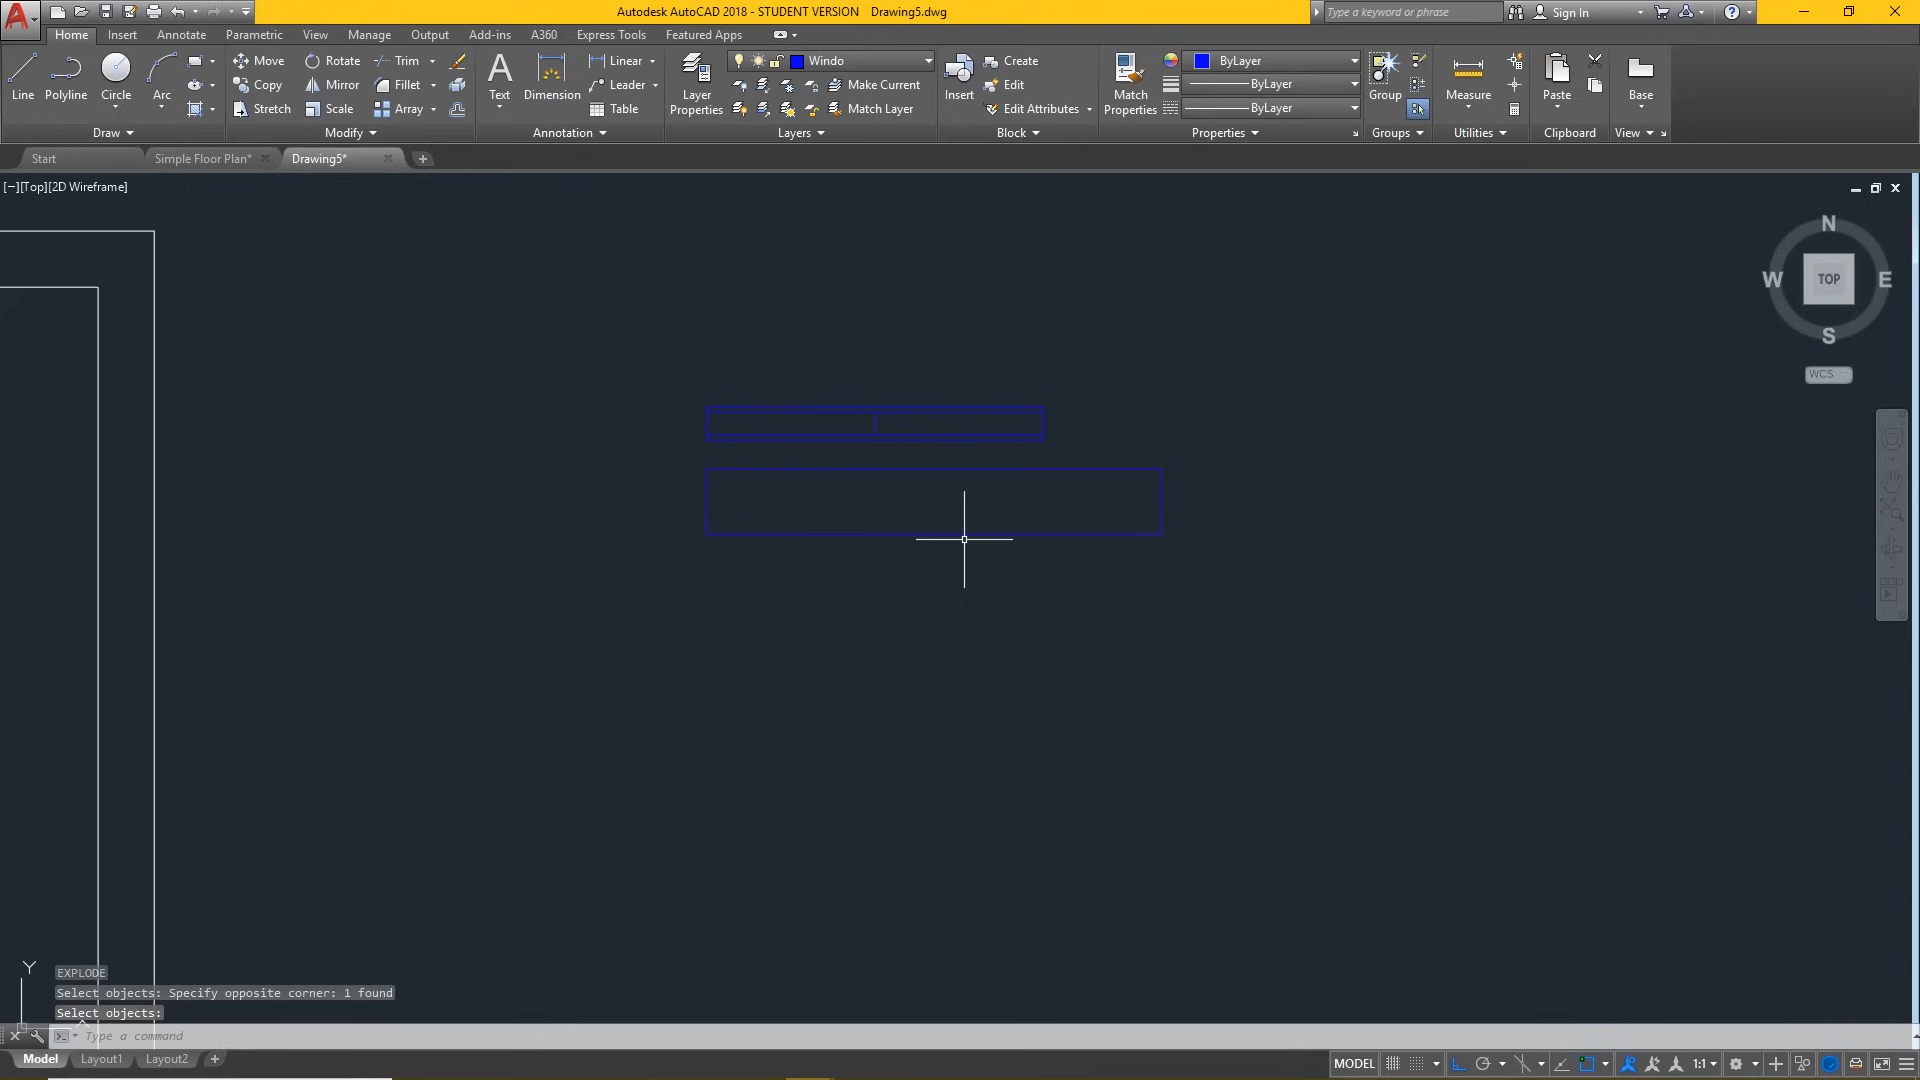 Autodesk AutoCAD 2018 - STUDENT VERSION Drawing5.dwg
Type a keyword or phrase
Sign In
Home Insert Annotate Parametric View Manage Output Add-ins A360 Express Tools Featured Apps
Line Polyline Circle Arc
Move Rotate Trim
Copy Mirror Fillet
Stretch Scale Array
Text Dimension
Linear
Leader
Table
Layer Properties
Windo
Make Current
Match Layer
Insert
Create
Edit
Edit Attributes
Match Properties
ByLayer
ByLayer
ByLayer
Group
Measure
Paste
Base
Draw Modify Annotation Layers Block Properties Groups Utilities Clipboard View
Start Simple Floor Plan* Drawing5*
[−][Top][2D Wireframe]
N
W TOP E
S
WCS
Y
EXPLODE
Select objects: Specify opposite corner: 1 found
Select objects:
Type a command
Model Layout1 Layout2
MODEL 1:1